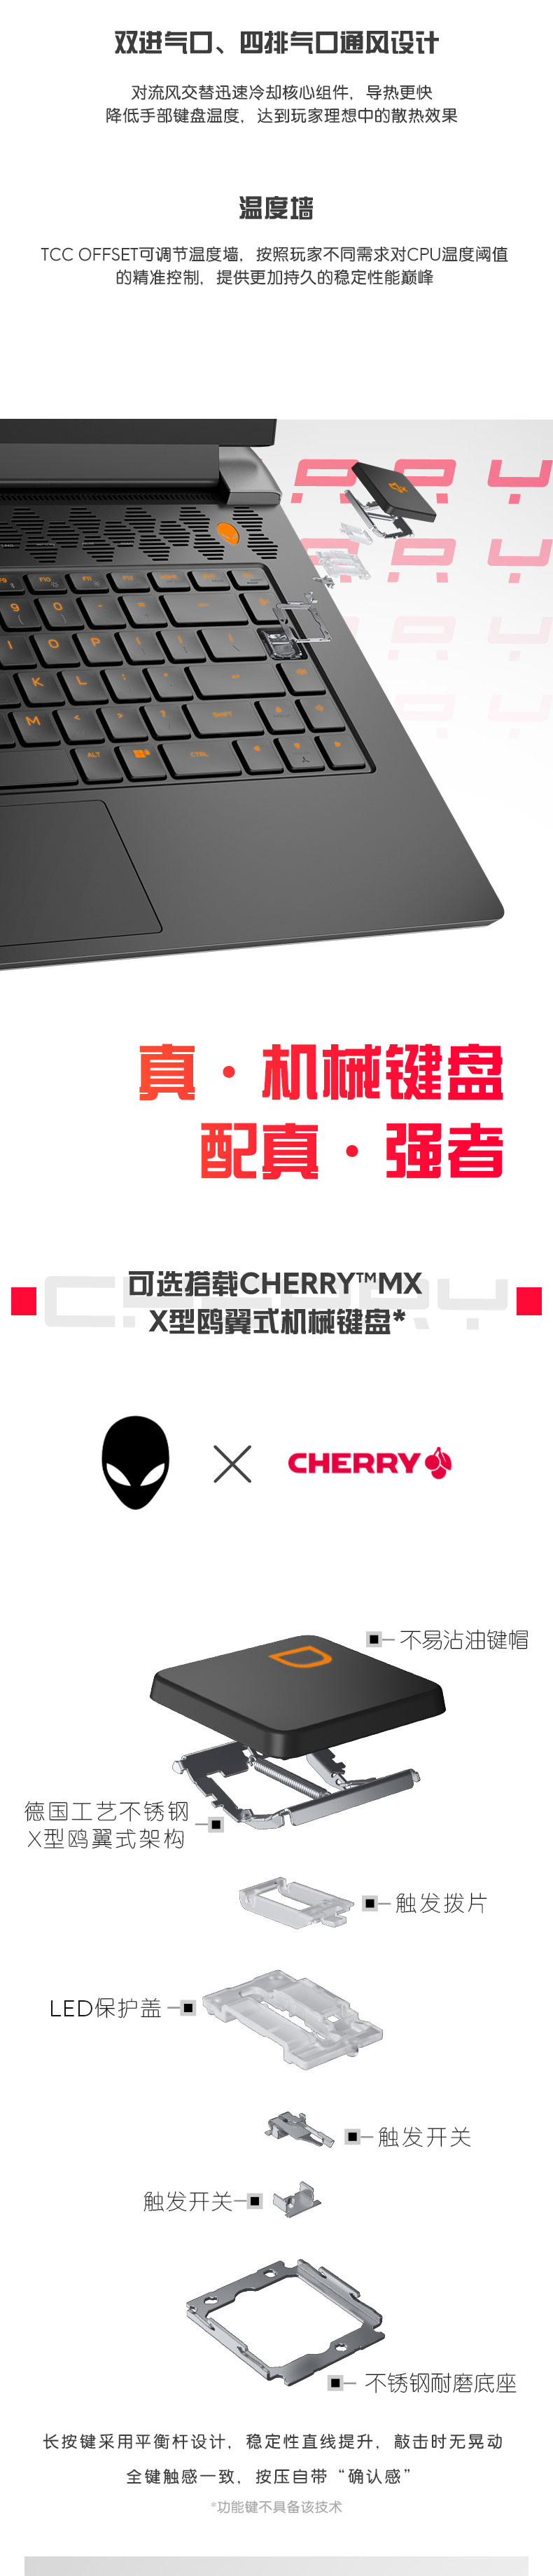 双进气口、四排气口通风设计
对流风交替迅速冷却核心组件，导热更快
降低手部键盘温度，达到玩家理想中的散热效果
温度墙
TCC OFFSET可调节温度墙，按照玩家不同需求对CPU温度阈值
的精准控制，提供更加持久的稳定性能巅峰
F9 F10 F11 F12 HOME
9 0 -
I O P
K L ; "
M < > ? SHIFT
ALT CTRL
真·机械键盘
配真·强者
可选搭载CHERRY™MX
X型鸥翼式机械键盘*
CHERRY
不易沾油键帽
德国工艺不锈钢
X型鸥翼式架构
触发拨片
LED保护盖
触发开关
触发开关
不锈钢耐磨底座
长按键采用平衡杆设计，稳定性直线提升，敲击时无晃动
全键触感一致，按压自带“确认感”
*功能键不具备该技术